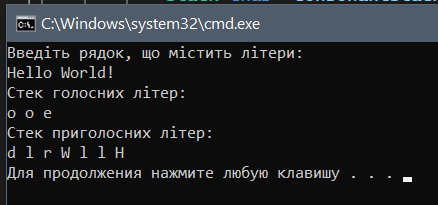 C:\Windows\system32\cmd.exe
Введіть рядок, що містить літери:
Hello World!
Стек голосних літер:
o o e
Стек приголосних літер:
d l r W l l H
Для продолжения нажмите любую клавишу . . .